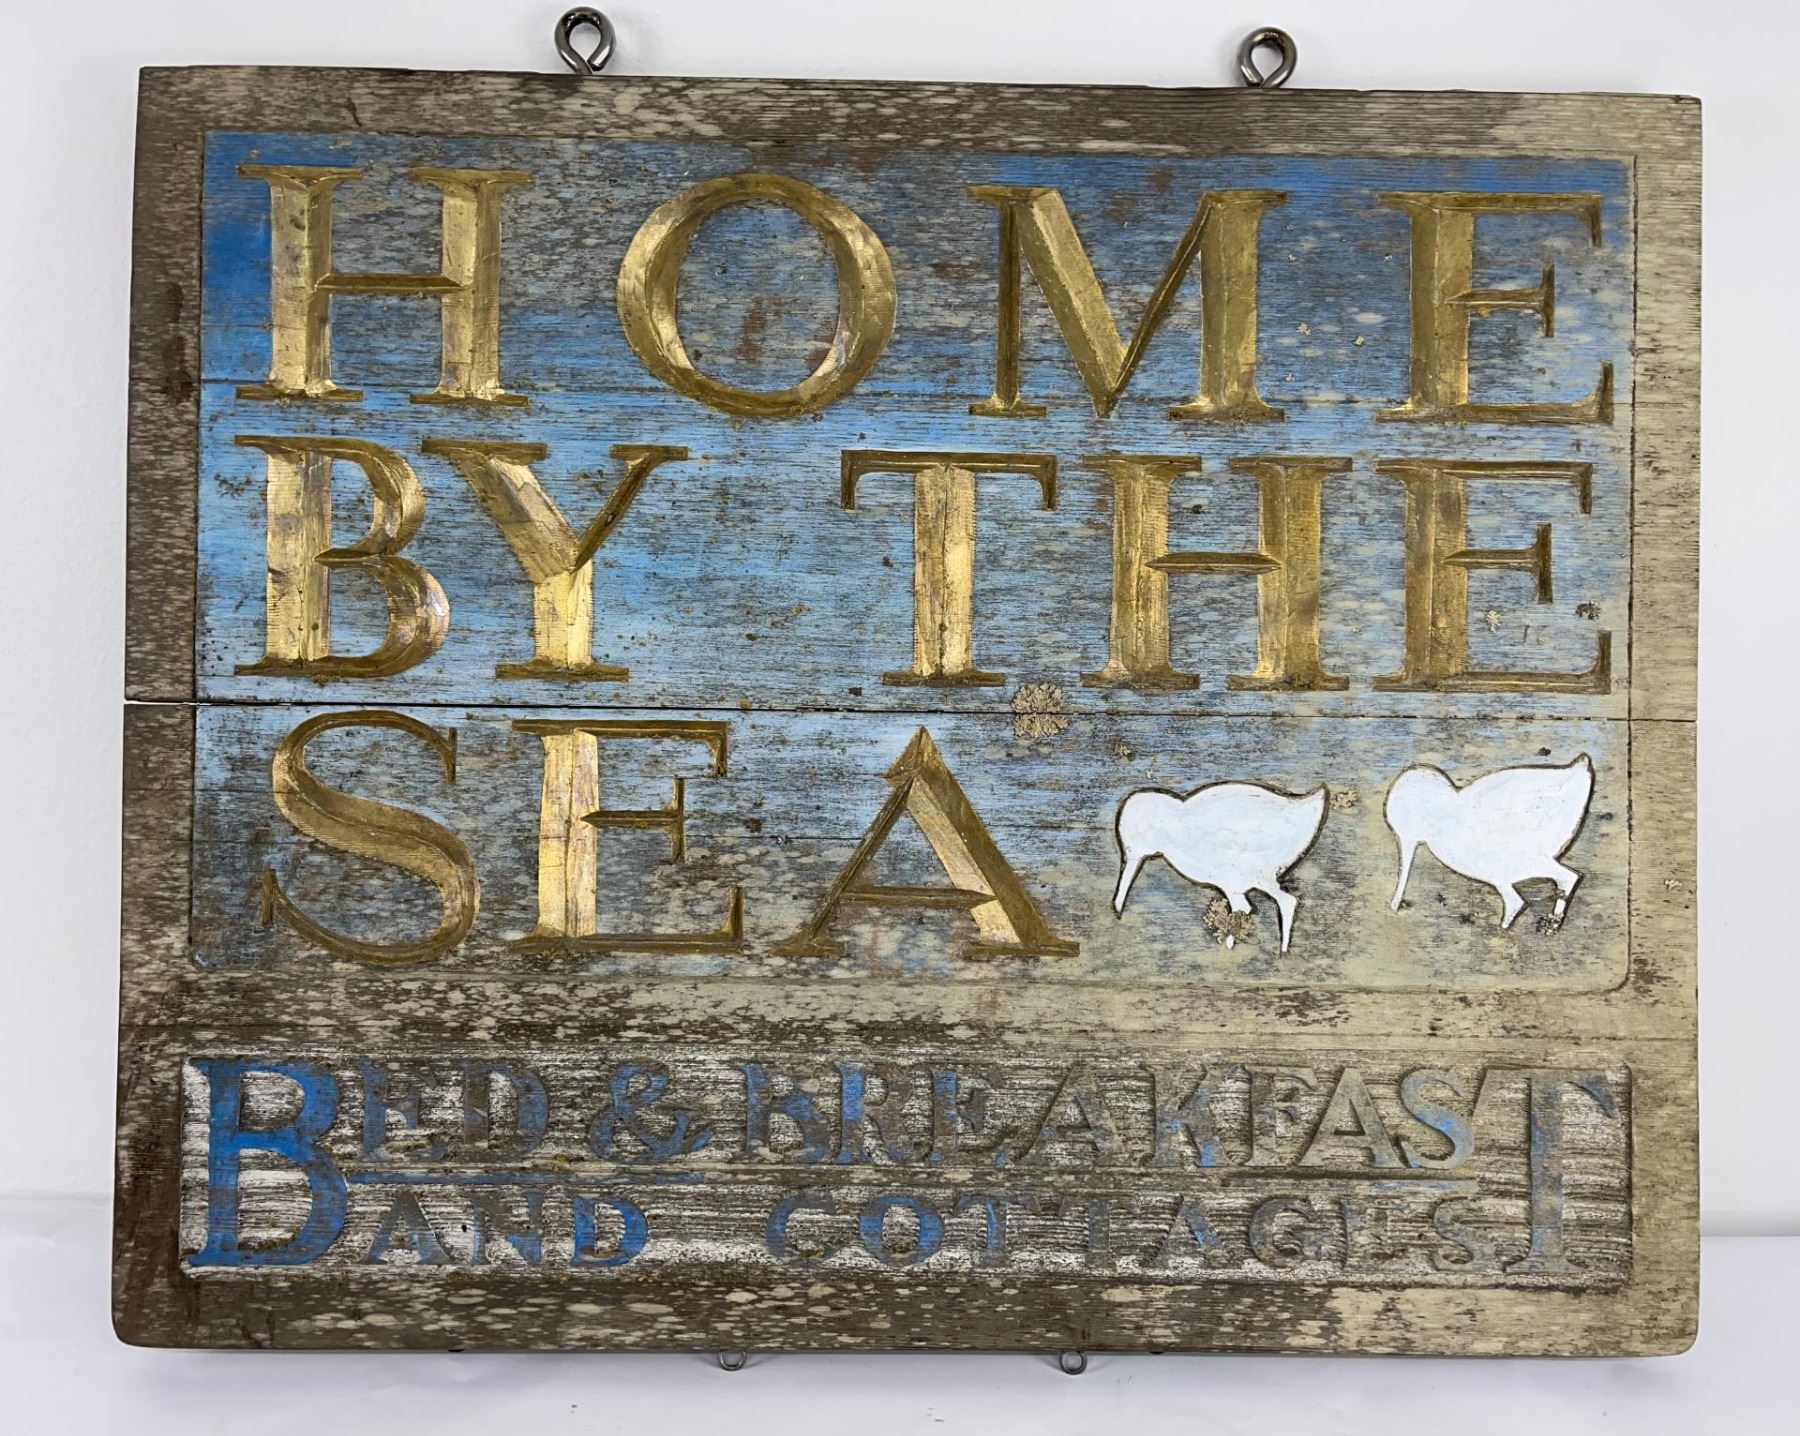 HOME
BY THE
SEA
BED & BREAKFAST
AND COTTAGES